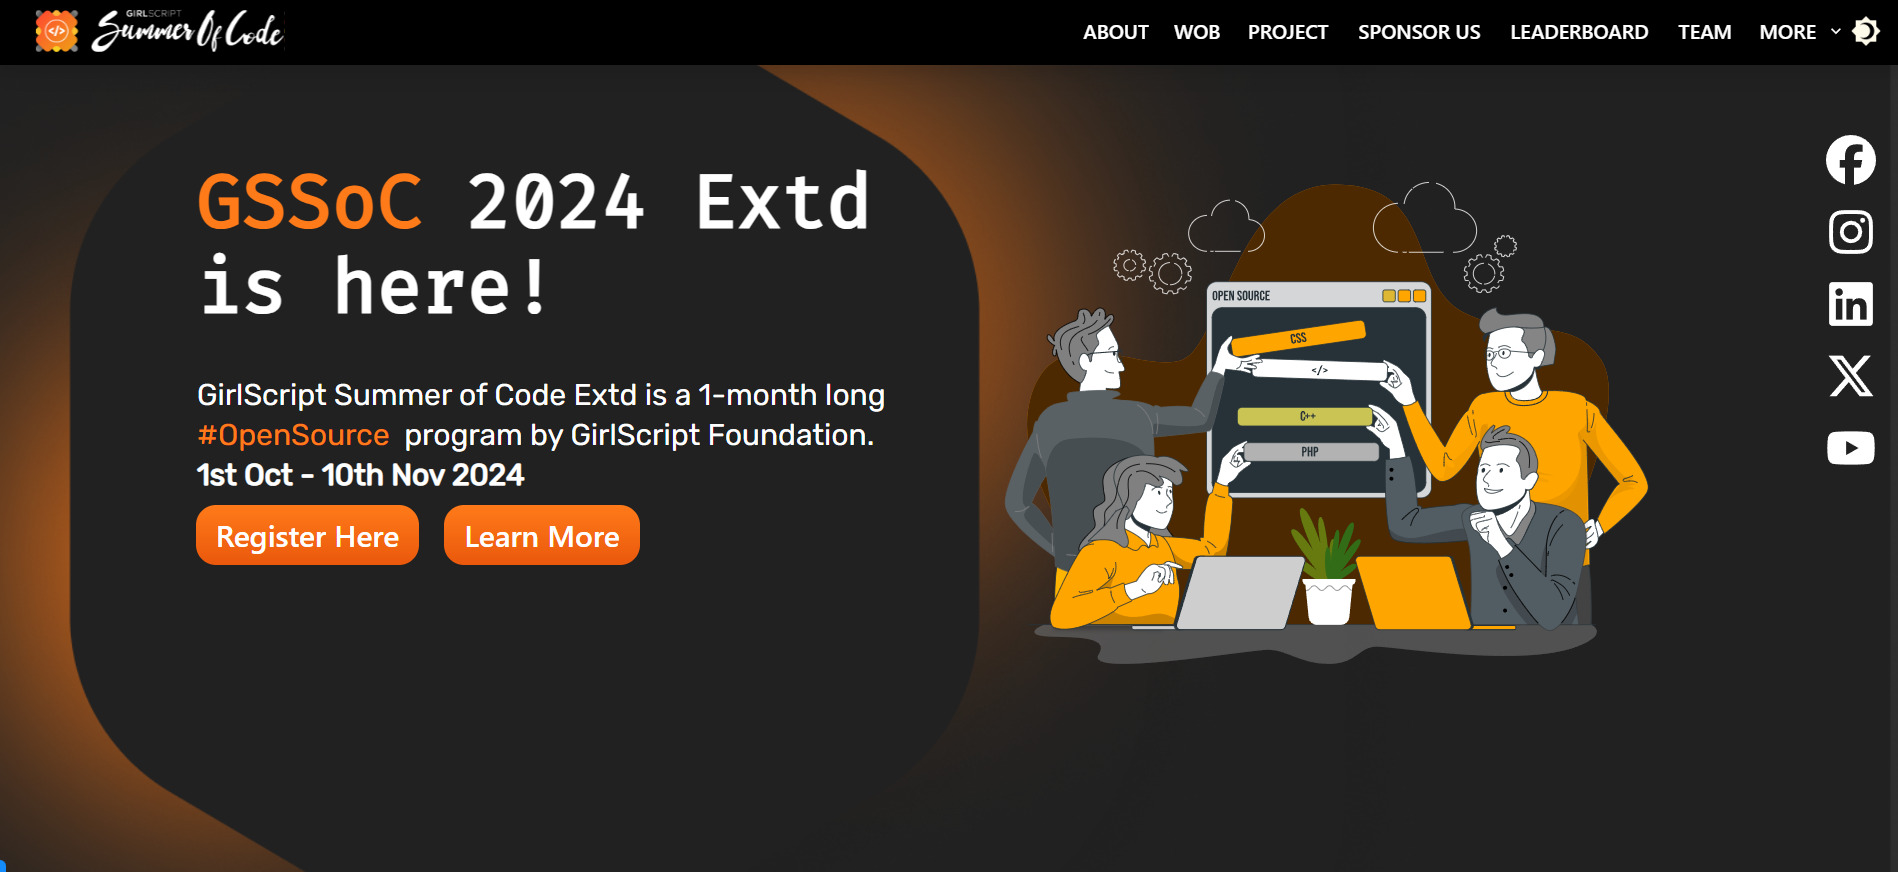 GIRLSCRIPT
Summer Of Code
ABOUT WOB PROJECT SPONSOR US LEADERBOARD TEAM MORE
GSSoC 2024 Extd
is here!
GirlScript Summer of Code Extd is a 1-month long
#OpenSource program by GirlScript Foundation.
1st Oct - 10th Nov 2024
Register Here Learn More
OPEN SOURCE
CSS
</>
C++
PHP